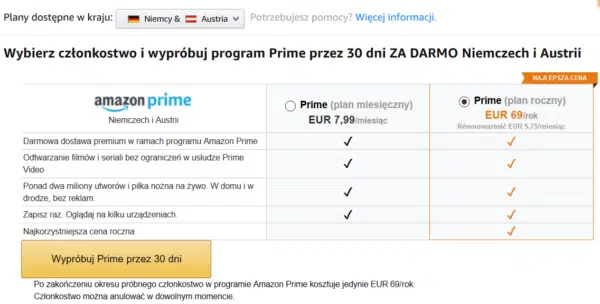 Plany dostępne w kraju: Niemcy & Austria Potrzebujesz pomocy? Więcej informacji.
Wybierz członkostwo i wypróbuj program Prime przez 30 dni ZA DARMO Niemczech i Austrii
NAJLEPSZA CENA
amazon prime
Niemczech i Austrii
Prime (plan miesięczny)
EUR 7,99/miesiąc
Prime (plan roczny)
EUR 69/rok
Równowartość EUR 5,75/miesiąc
Darmowa dostawa premium w ramach programu Amazon Prime
Odtwarzanie filmów i seriali bez ograniczeń w usłudze Prime
Video
Ponad dwa miliony utworów i piłka nożna na żywo. W domu i w
drodze, bez reklam.
Zapisz raz. Oglądaj na kilku urządzeniach.
Najkorzystniejsza cena roczna
Wypróbuj Prime przez 30 dni
Po zakończeniu okresu próbnego członkostwo w programie Amazon Prime kosztuje jedynie EUR 69/rok.
Członkostwo można anulować w dowolnym momencie.